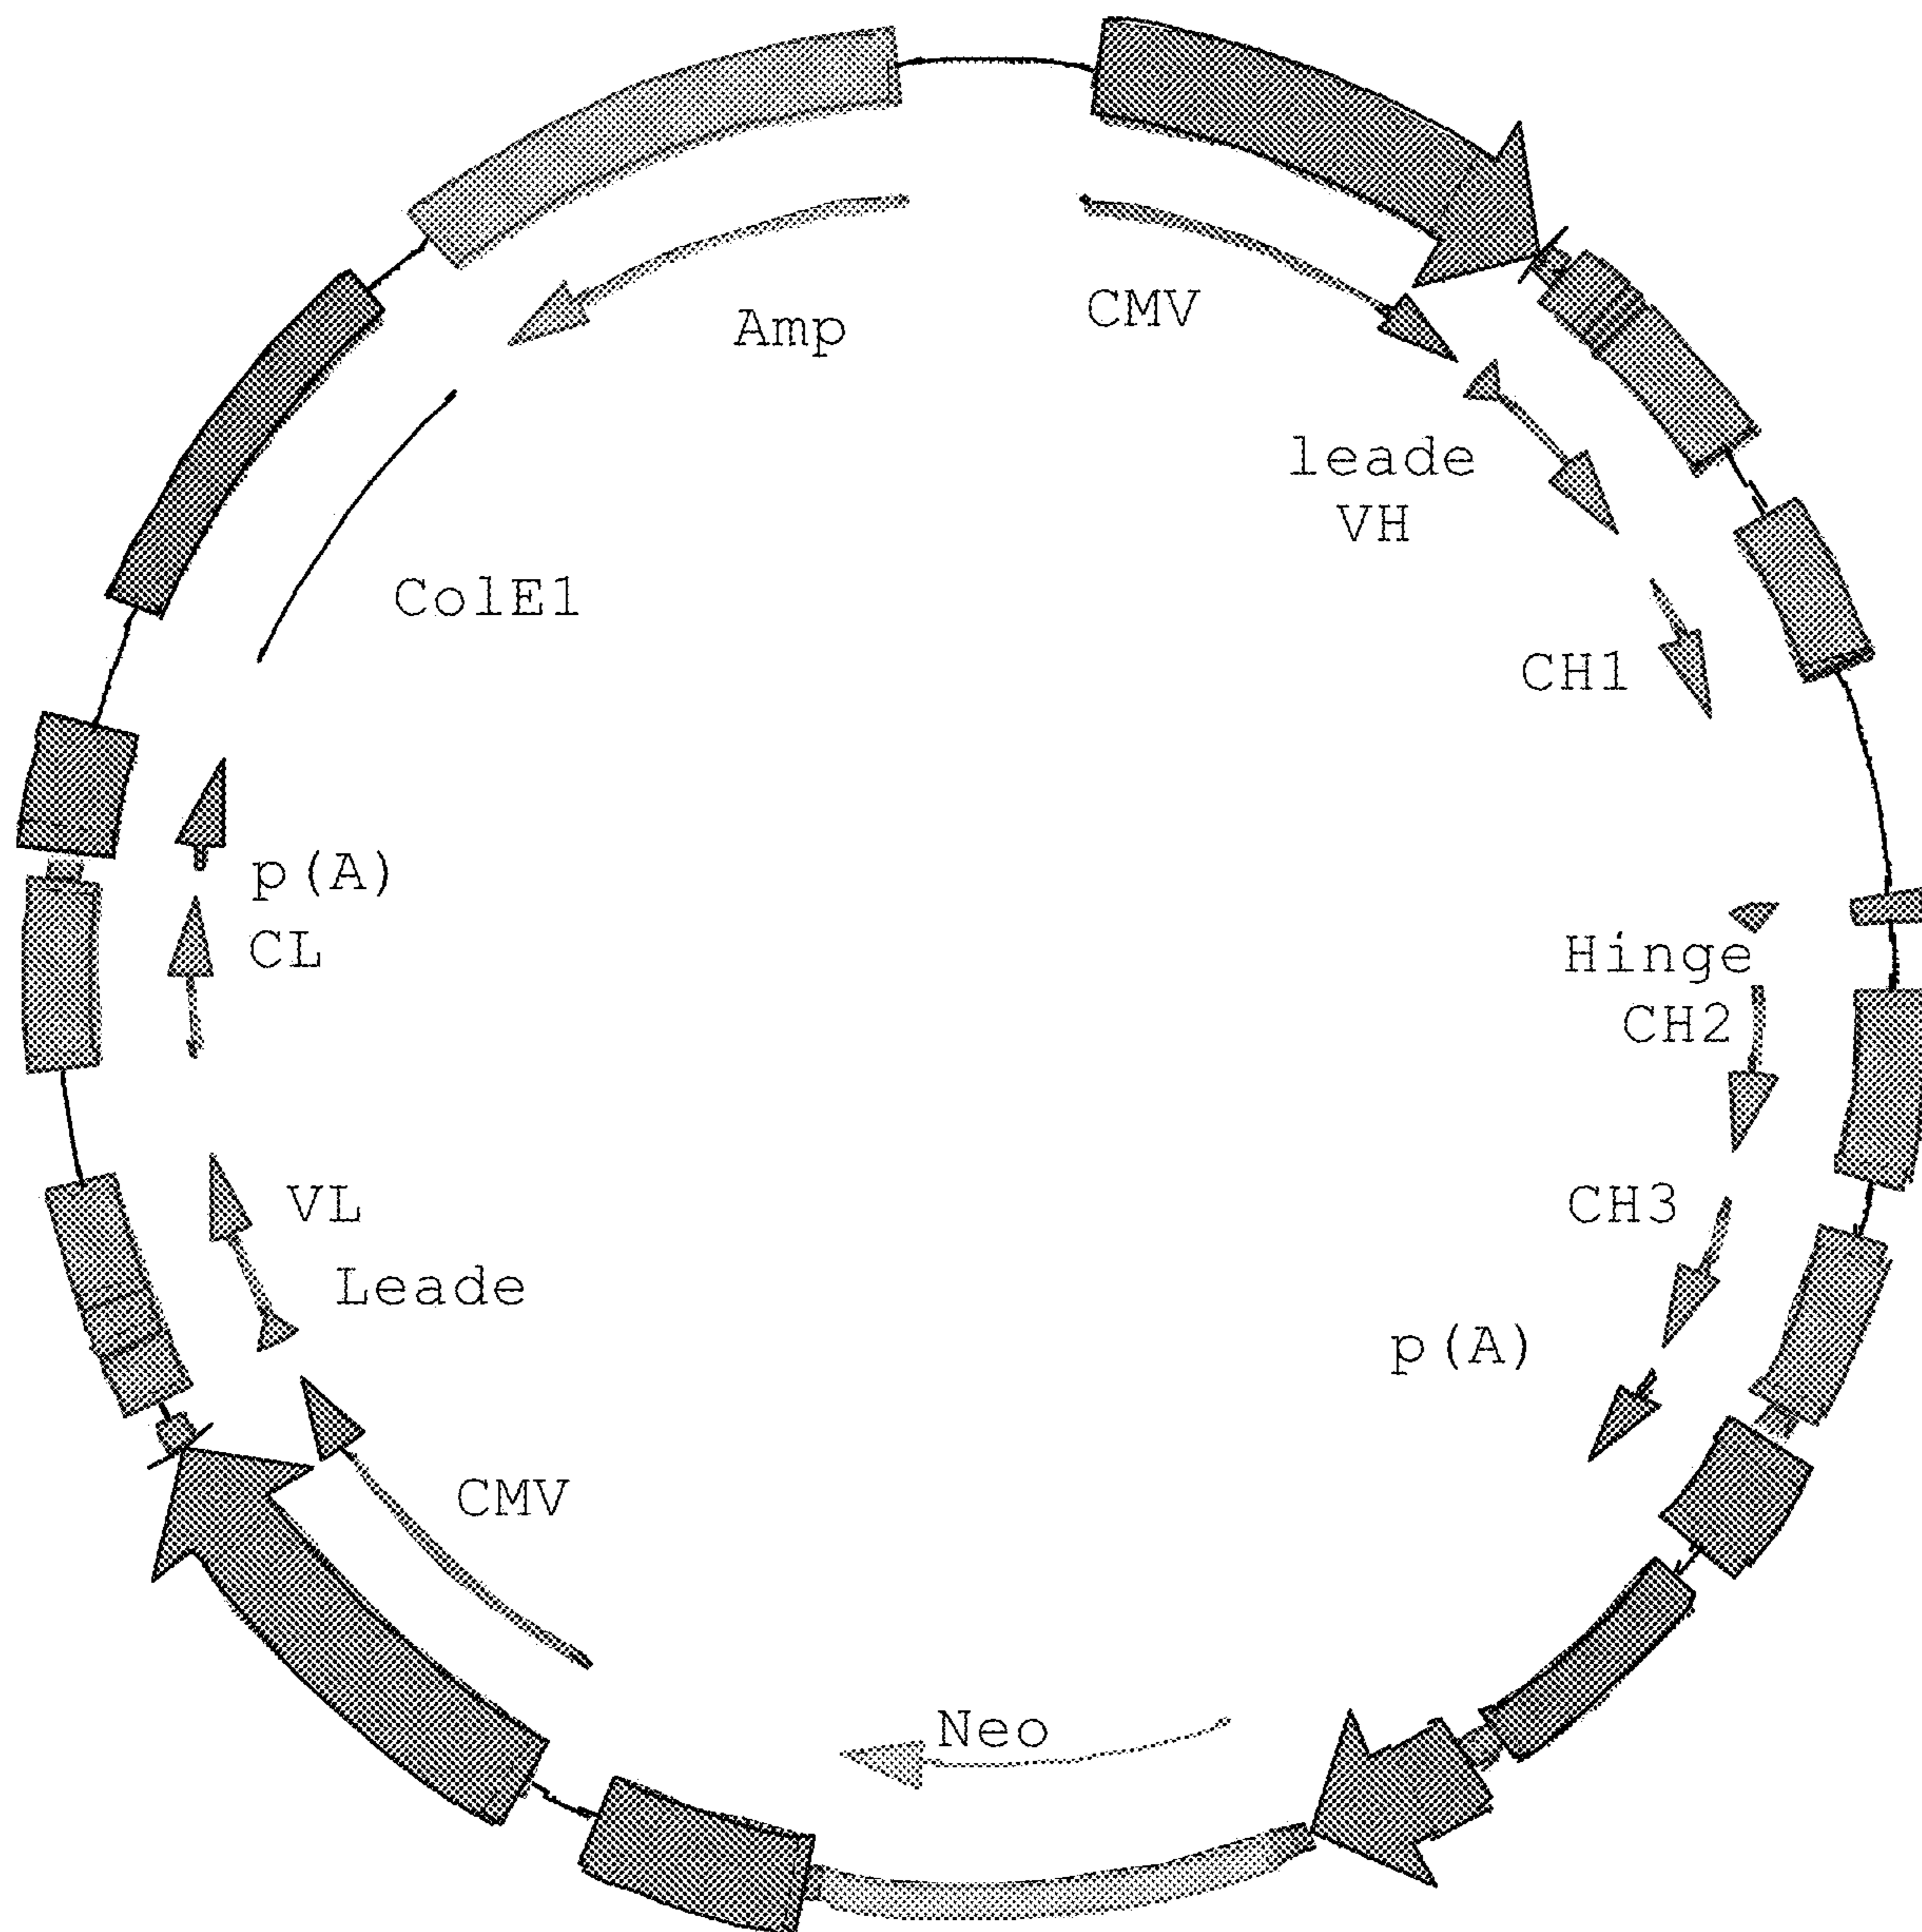 Amp
CMV
leade
VH
ColE1
CH1
p(A)
CL
Hinge
CH2
VL
CH3
Leade
p(A)
CMV
Neo